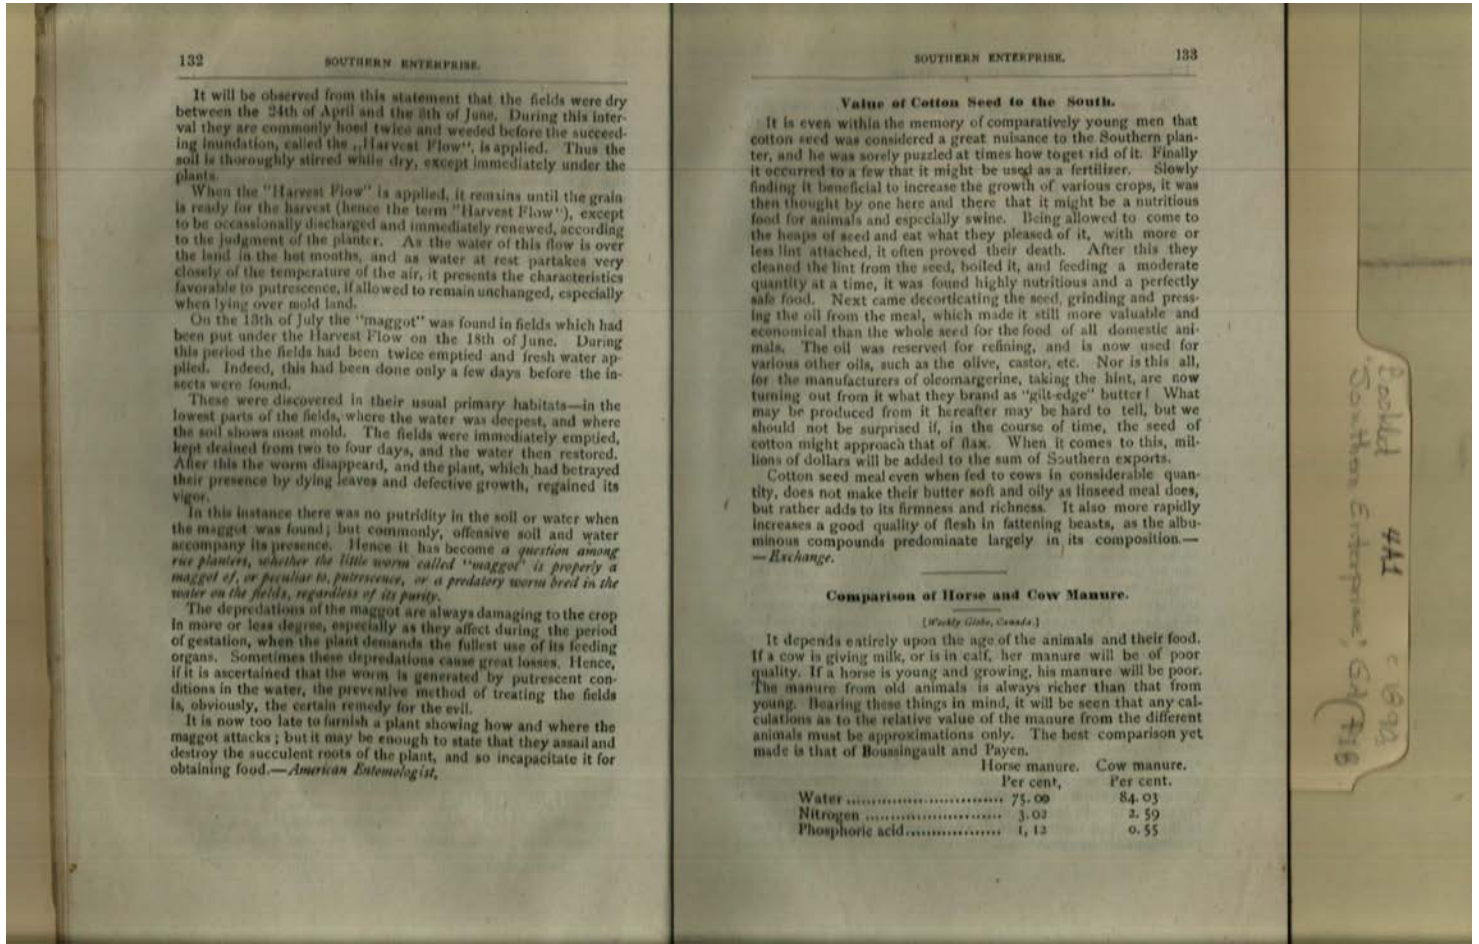 132
SOUTHERN ENTERPRISE.
It will be observed from this statement that the fields were dry
between the 24th of April and the 8th of June. During this inter-
val they are commonly hoed twice and weeded before the succeed-
ing inundation, called the „Harvest Flow", is applied. Thus the
soil is thoroughly stirred while dry, except immediately under the
plants.
When the "Harvest Flow" is applied, it remains until the grain
is ready for the harvest (hence the term "Harvest Flow"), except
to be occassionally discharged and immediately renewed, according
to the judgment of the planter. As the water of this flow is over
the land in the hot months, and as water at rest partakes very
closely of the temperature of the air, it presents the characteristics
favorable to putrescence, if allowed to remain unchanged, especially
when lying over mold land.
On the 13th of July the "maggot" was found in fields which had
been put under the Harvest Flow on the 18th of June. During
this period the fields had been twice emptied and fresh water ap-
plied. Indeed, this had been done only a few days before the in-
sects were found.
These were discovered in their usual primary habitats—in the
lowest parts of the fields, where the water was deepest, and where
the soil shows most mold. The fields were immediately emptied,
kept drained from two to four days, and the water then restored.
After this the worm disappeard, and the plant, which had betrayed
their presence by dying leaves and defective growth, regained its
vigor.
In this instance there was no putridity in the soil or water when
the maggot was found; but commonly, offensive soil and water
accompany its presence. Hence it has become a question among
rice planters, whether the little worm called "maggot" is properly a
maggot of, or peculiar to, putrescence, or a predatory worm bred in the
water on the fields, regardless of its purity.
The depredations of the maggot are always damaging to the crop
in more or less degree, especially as they affect during the period
of gestation, when the plant demands the fullest use of its feeding
organs. Sometimes these depredations cause great losses. Hence,
if it is ascertained that the worm is generated by putrescent con-
ditions in the water, the preventive method of treating the fields
is, obviously, the certain remedy for the evil.
It is now too late to furnish a plant showing how and where the
maggot attacks; but it may be enough to state that they assail and
destroy the succulent roots of the plant, and so incapacitate it for
obtaining food.—American Entomologist,
SOUTHERN ENTERPRISE.
133
Value of Cotton Seed to the South.
It is even within the memory of comparatively young men that
cotton seed was considered a great nuisance to the Southern plan-
ter, and he was sorely puzzled at times how toget rid of it. Finally
it occurred to a few that it might be used as a fertilizer. Slowly
finding it beneficial to increase the growth of various crops, it was
then thought by one here and there that it might be a nutritious
food for animals and especially swine. Being allowed to come to
the heaps of seed and eat what they pleased of it, with more or
less lint attached, it often proved their death. After this they
cleaned the lint from the seed, boiled it, and feeding a moderate
quantity at a time, it was found highly nutritious and a perfectly
safe food. Next came decorticating the seed, grinding and press-
ing the oil from the meal, which made it still more valuable and
economical than the whole seed for the food of all domestic ani-
mals. The oil was reserved for refining, and is now used for
various other oils, such as the olive, castor, etc. Nor is this all,
for the manufacturers of oleomargerine, taking the hint, are now
turning out from it what they brand as "gilt-edge" butter! What
may be produced from it hereafter may be hard to tell, but we
should not be surprised if, in the course of time, the seed of
cotton might approach that of flax. When it comes to this, mil-
lions of dollars will be added to the sum of Southern exports.
Cotton seed meal even when fed to cows in considerable quan-
tity, does not make their butter soft and oily as linseed meal does,
but rather adds to its firmness and richness. It also more rapidly
increases a good quality of flesh in fattening beasts, as the albu-
minous compounds predominate largely in its composition.—
—Exchange.
Comparison of Horse and Cow Manure.
[Weekly Globe, Canada.]
It depends entirely upon the age of the animals and their food.
If a cow is giving milk, or is in calf, her manure will be of poor
quality. If a horse is young and growing, his manure will be poor.
The manure from old animals is always richer than that from
young. Bearing these things in mind, it will be seen that any cal-
culations as to the relative value of the manure from the different
animals must be approximations only. The best comparison yet
made is that of Boussingault and Payen.
Horse manure. Cow manure.
Per cent, Per cent.
Water ............................ 75.00 84.03
Nitrogen ........................ 3.02 2.59
Phosphoric acid.................. 1,12 0.55
Booklet 4A1
"Southern Enterprise, GA